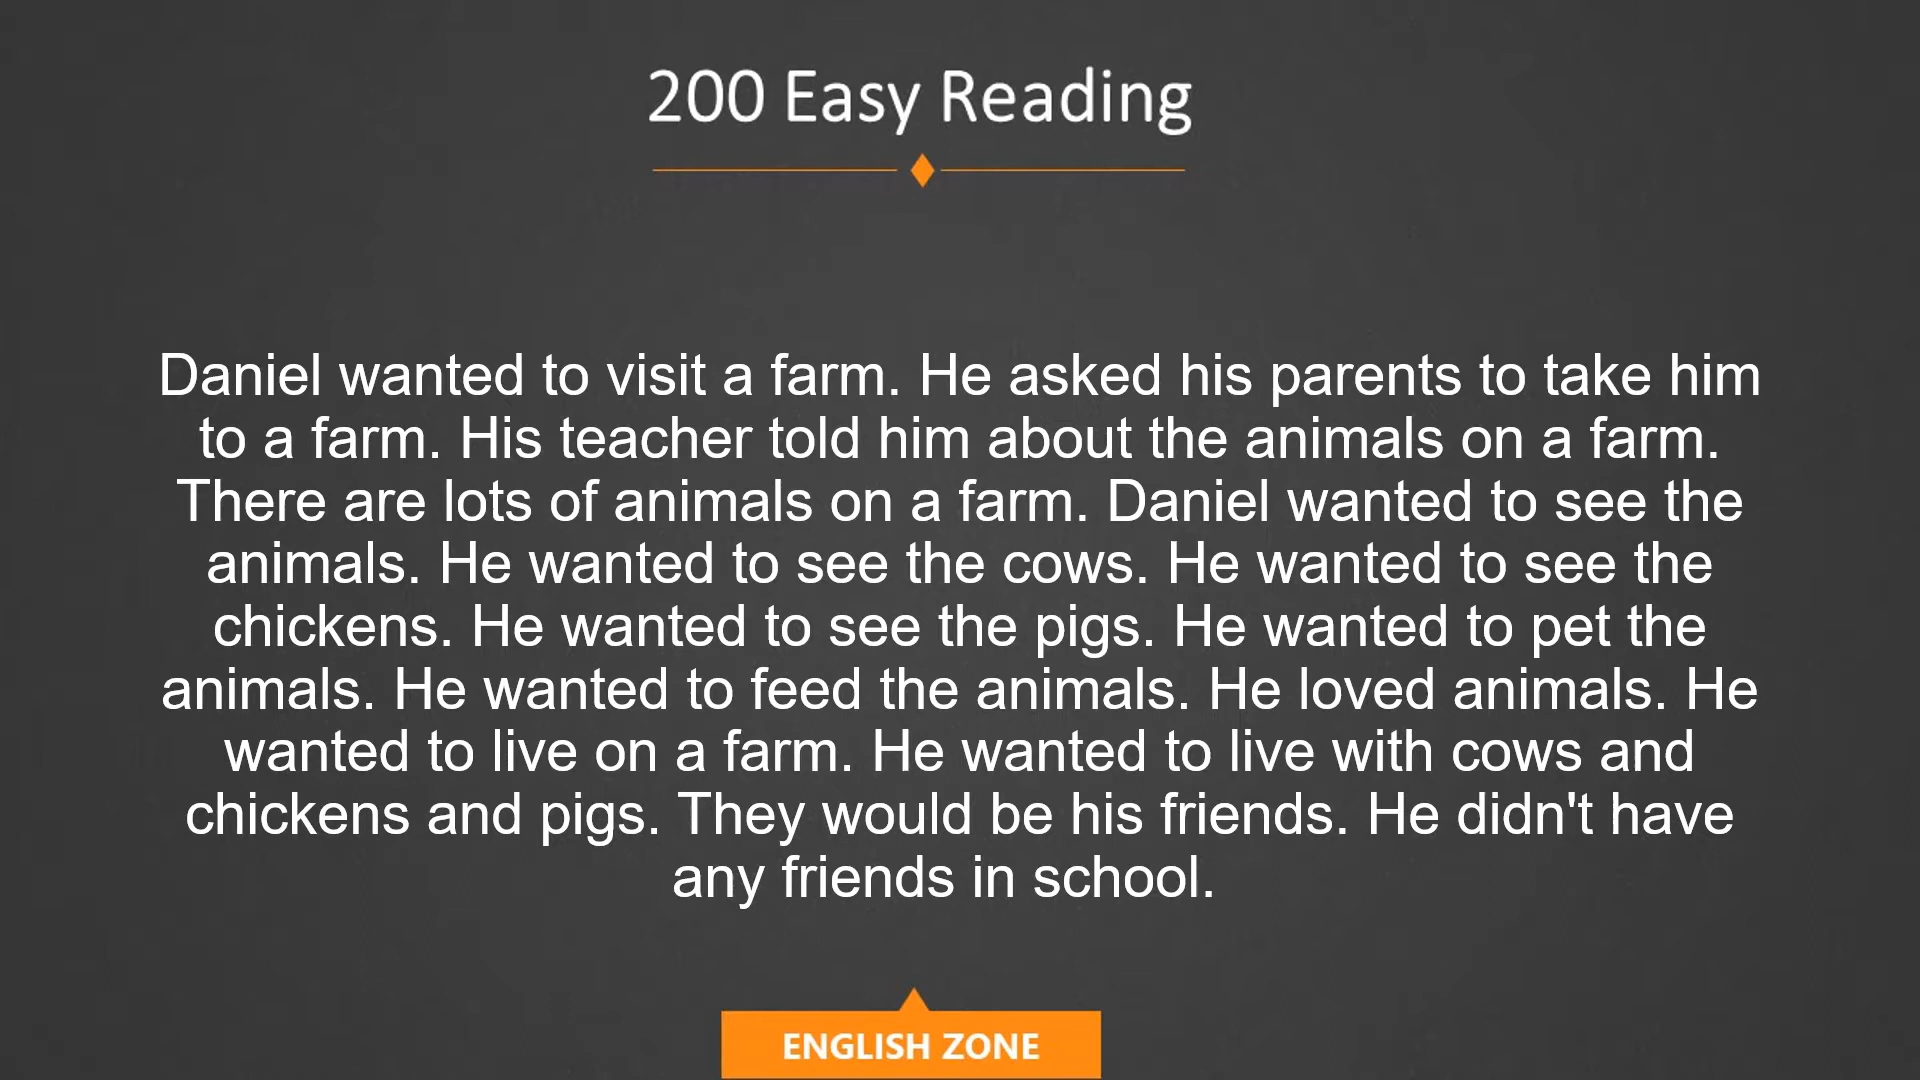 200 Easy Reading
Daniel wanted to visit a farm. He asked his parents to take him
to a farm. His teacher told him about the animals on a farm.
There are lots of animals on a farm. Daniel wanted to see the
animals. He wanted to see the cows. He wanted to see the
chickens. He wanted to see the pigs. He wanted to pet the
animals. He wanted to feed the animals. He loved animals. He
wanted to live on a farm. He wanted to live with cows and
chickens and pigs. They would be his friends. He didn't have
any friends in school.
ENGLISH ZONE